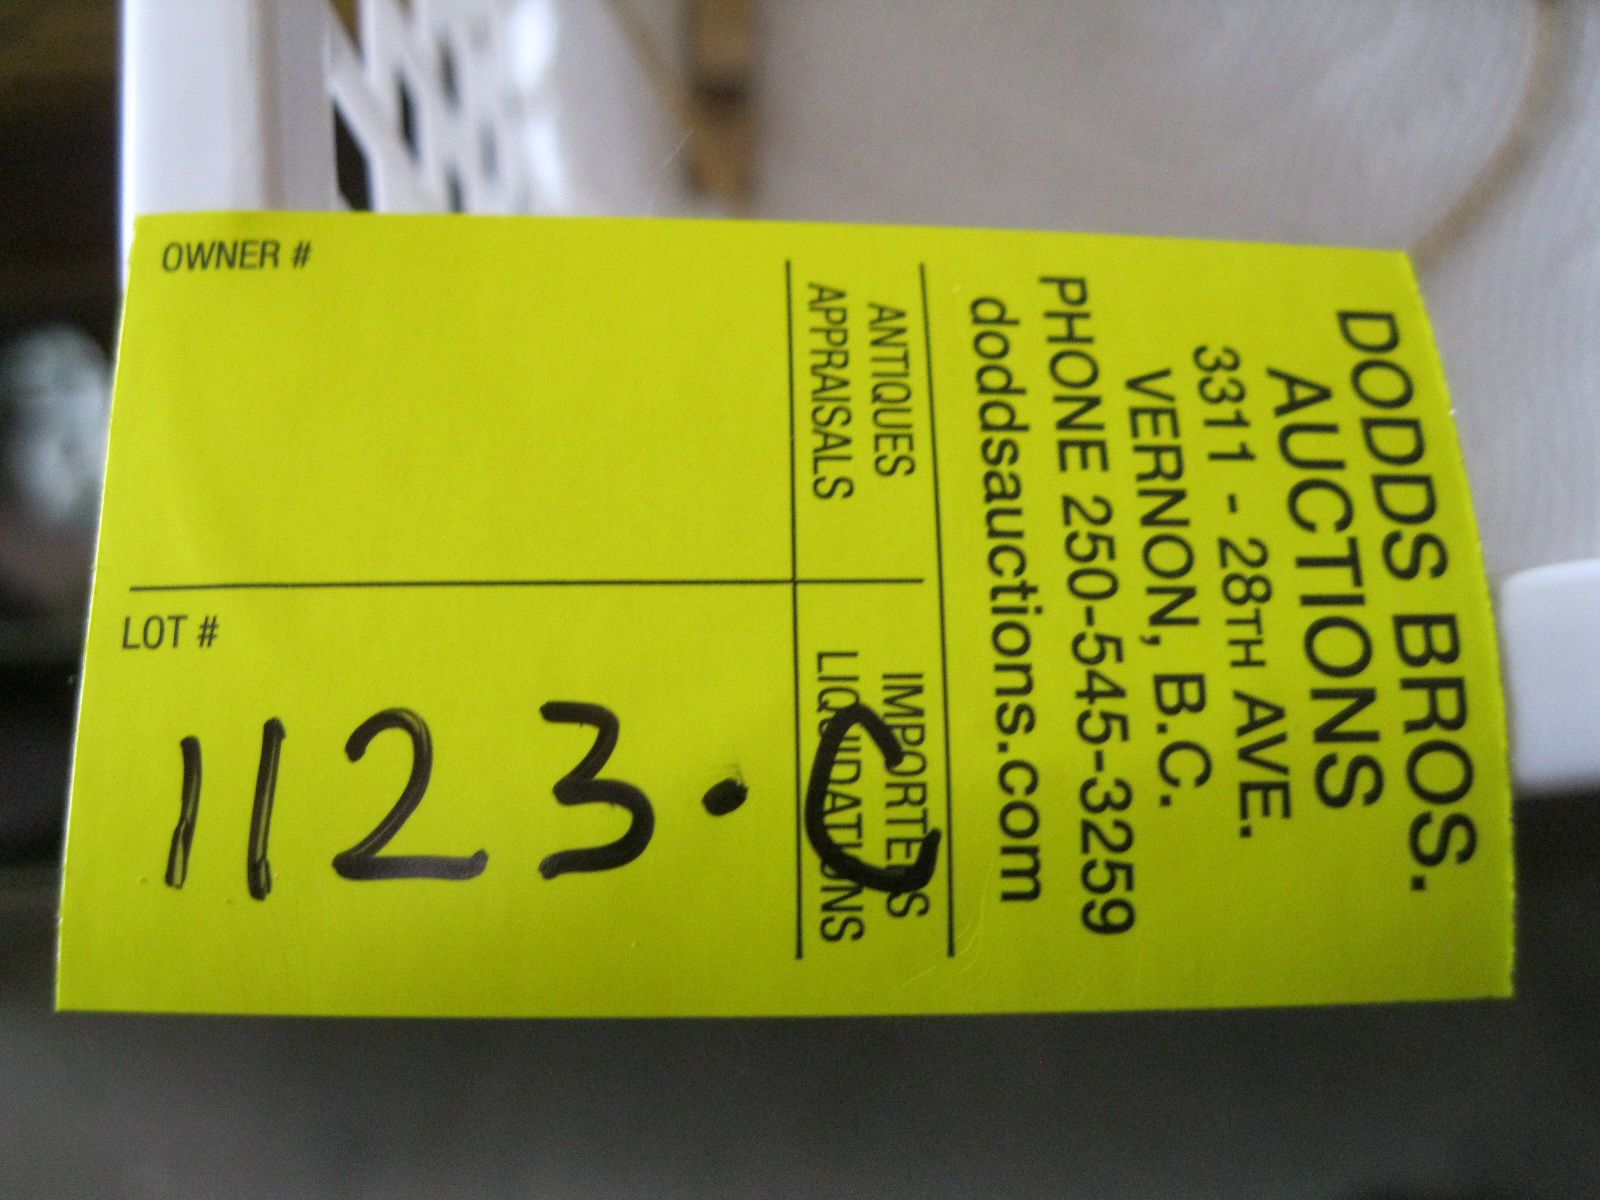 DODDS BROS.
AUCTIONS
3311 - 28TH AVE.
VERNON, B.C.
PHONE 250-545-3259
doddsauctions.com
ANTIQUES IMPORTERS
APPRAISALS LIQUIDATIONS
OWNER #
LOT #
1123.C